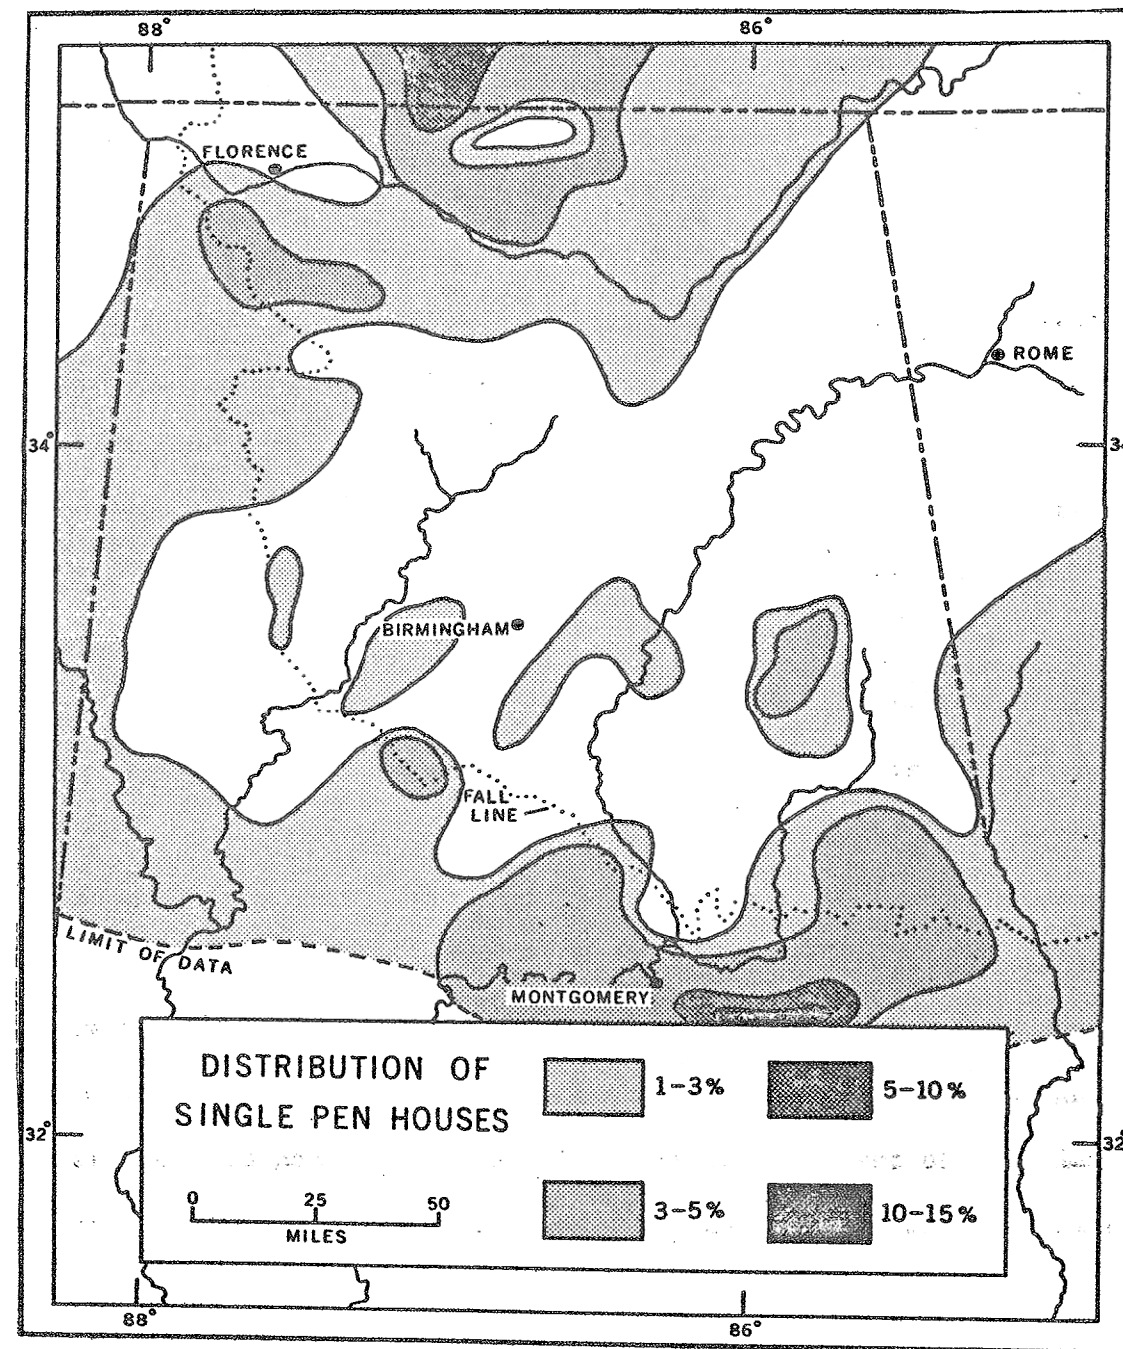 88°
86°
FLORENCE
ROME
34°
34
BIRMINGHAM
FALL
LINE
LIMIT OF DATA
MONTGOMERY
DISTRIBUTION OF
SINGLE PEN HOUSES
1–3%
5–10%
3–5%
10–15%
0 25 50
MILES
32°
32°
88°
86°